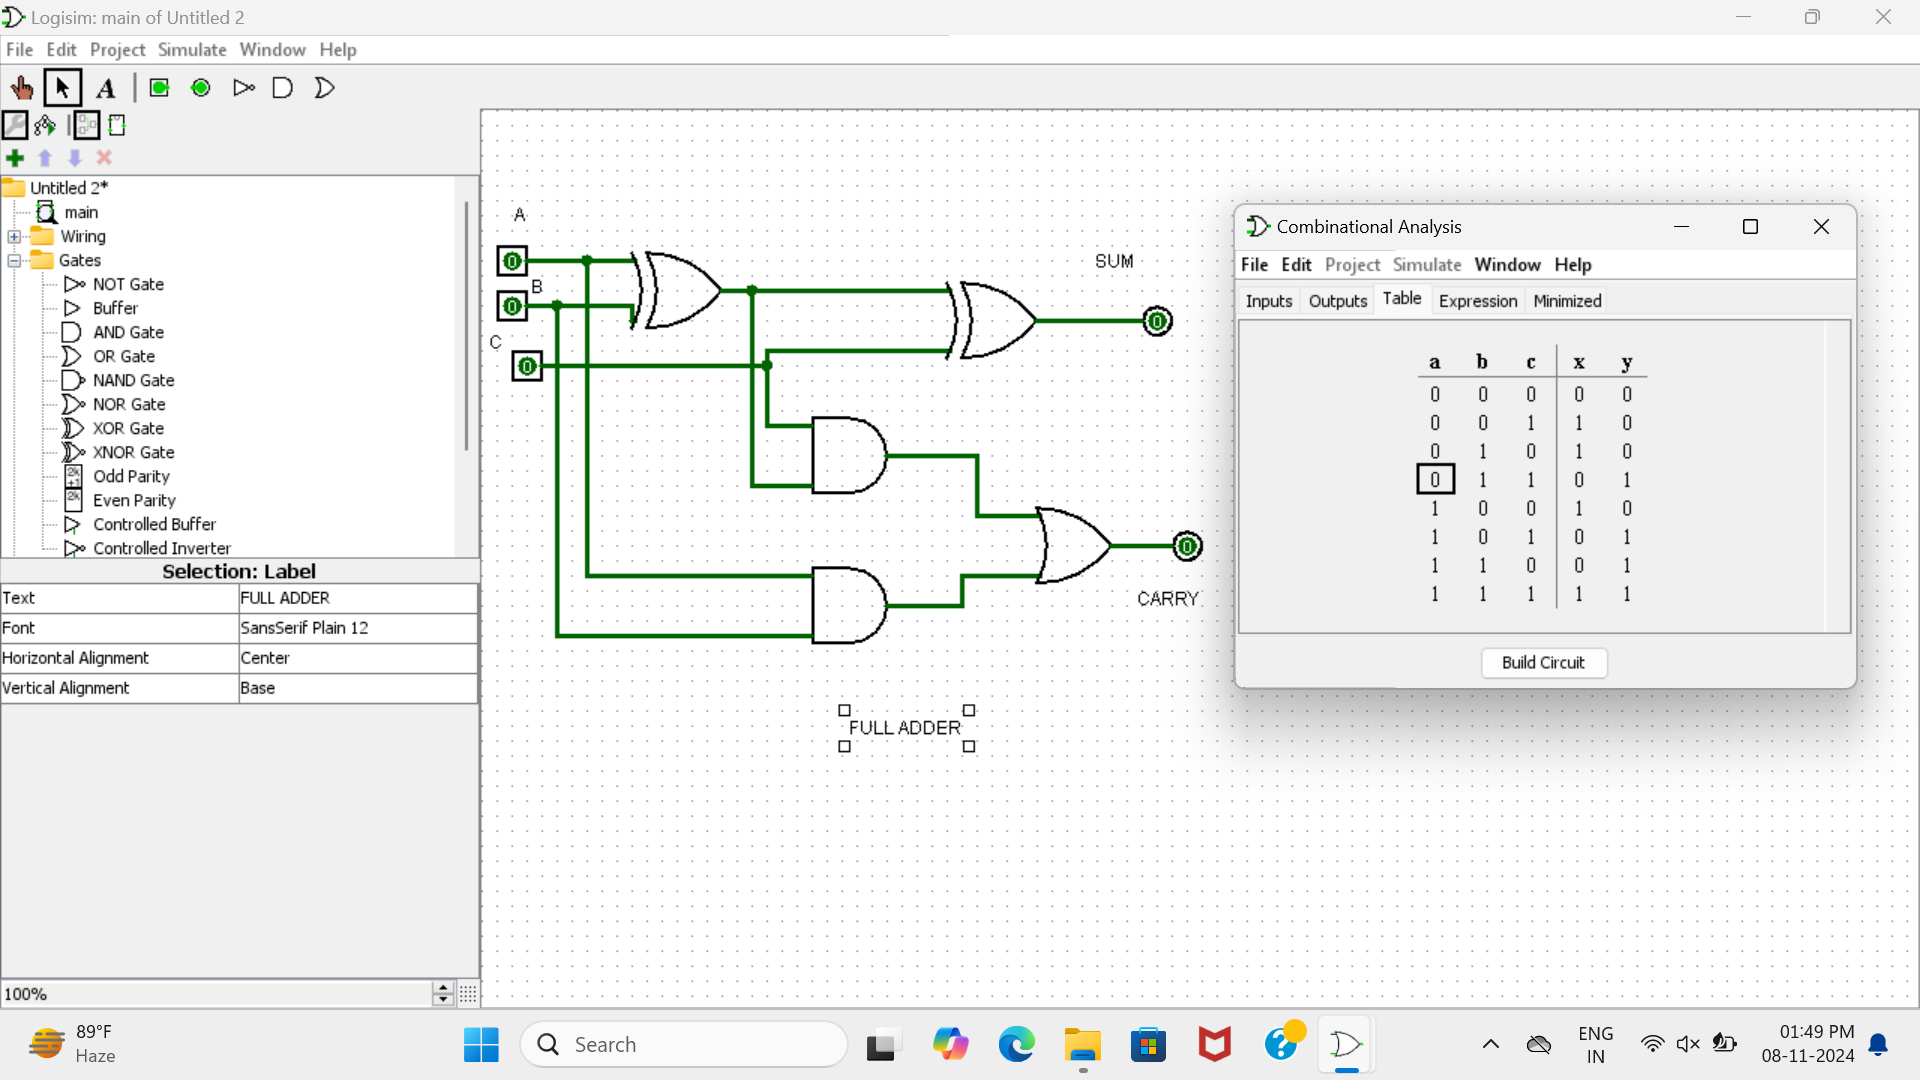 Logisim: main of Untitled 2
File Edit Project Simulate Window Help
A
Untitled 2*
main
Wiring
Gates
NOT Gate
Buffer
AND Gate
OR Gate
NAND Gate
NOR Gate
XOR Gate
XNOR Gate
2k+1 Odd Parity
2k Even Parity
Controlled Buffer
Controlled Inverter
Selection: Label
Text FULL ADDER
Font SansSerif Plain 12
Horizontal Alignment Center
Vertical Alignment Base
100%
A
0
B
0
C
0
SUM
0
0
CARRY
FULL ADDER
Combinational Analysis
File Edit Project Simulate Window Help
Inputs Outputs Table Expression Minimized
a b c x y
0 0 0 0 0
0 0 1 1 0
0 1 0 1 0
0 1 1 0 1
1 0 0 1 0
1 0 1 0 1
1 1 0 0 1
1 1 1 1 1
Build Circuit
89°F
Haze
Search
ENG
IN
01:49 PM
08-11-2024